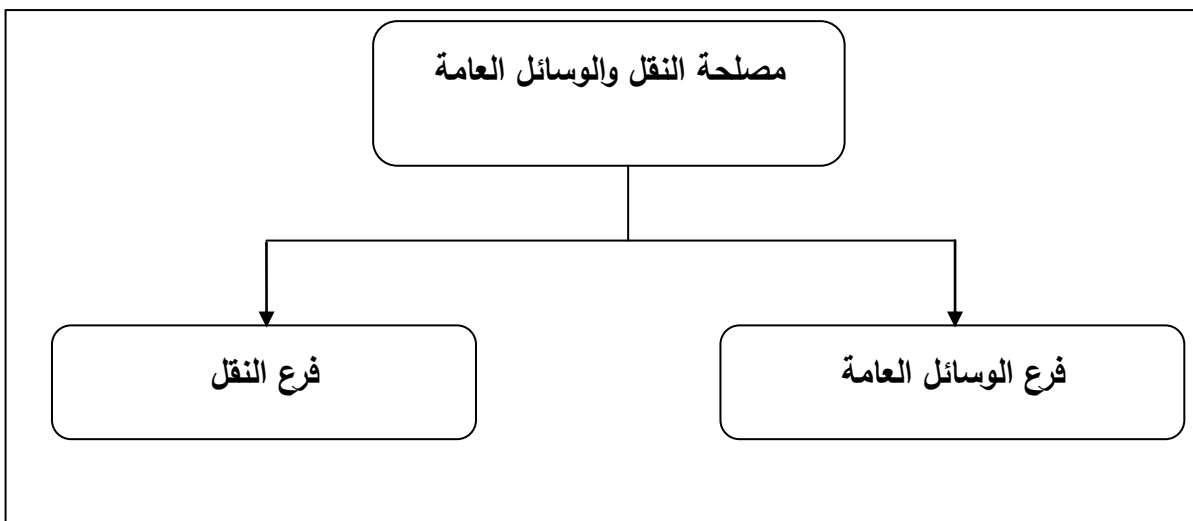 مصلحة النقل والوسائل العامة
فرع الوسائل العامة
فرع النقل